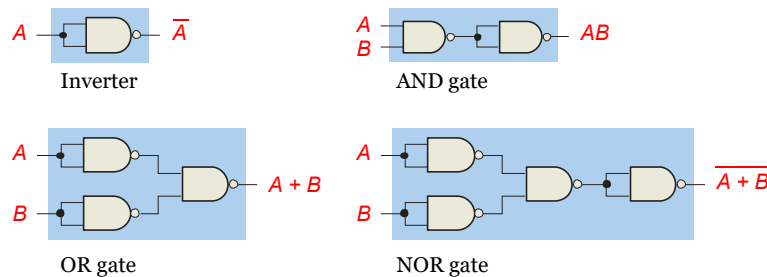 A A̅
Inverter
A
B
AB
AND gate
A
B
A + B
OR gate
A
B
A̅ ̅+̅ ̅B̅
NOR gate